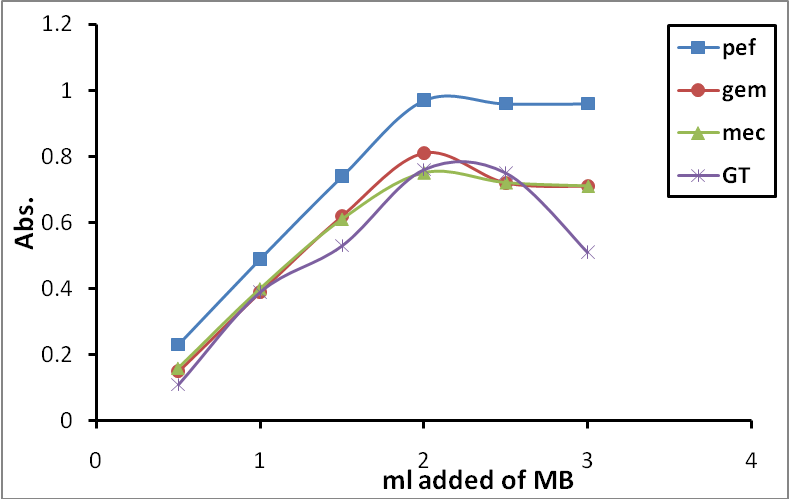 1.2
1
0.8
0.6
0.4
0.2
0
Abs.
0 1 2 3 4
ml added of MB
pef
gem
mec
GT